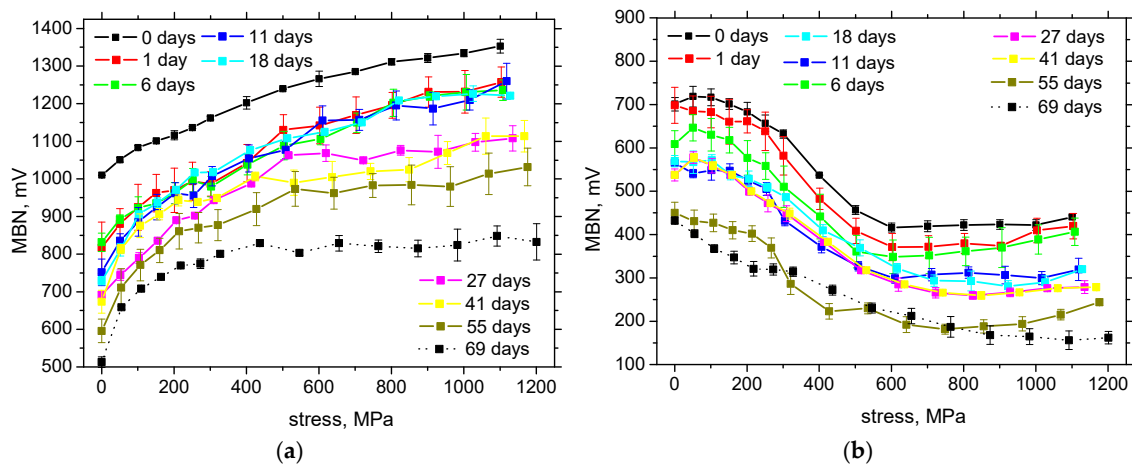 1400
1300
1200
1100
1000
900
800
700
600
500
MBN, mV
0 days
1 day
6 days
11 days
18 days
27 days
41 days
55 days
69 days
0 200 400 600 800 1000 1200
stress, MPa
(a)
900
800
700
600
500
400
300
200
100
MBN, mV
0 days
1 day
18 days
11 days
6 days
27 days
41 days
55 days
69 days
0 200 400 600 800 1000 1200
stress, MPa
(b)